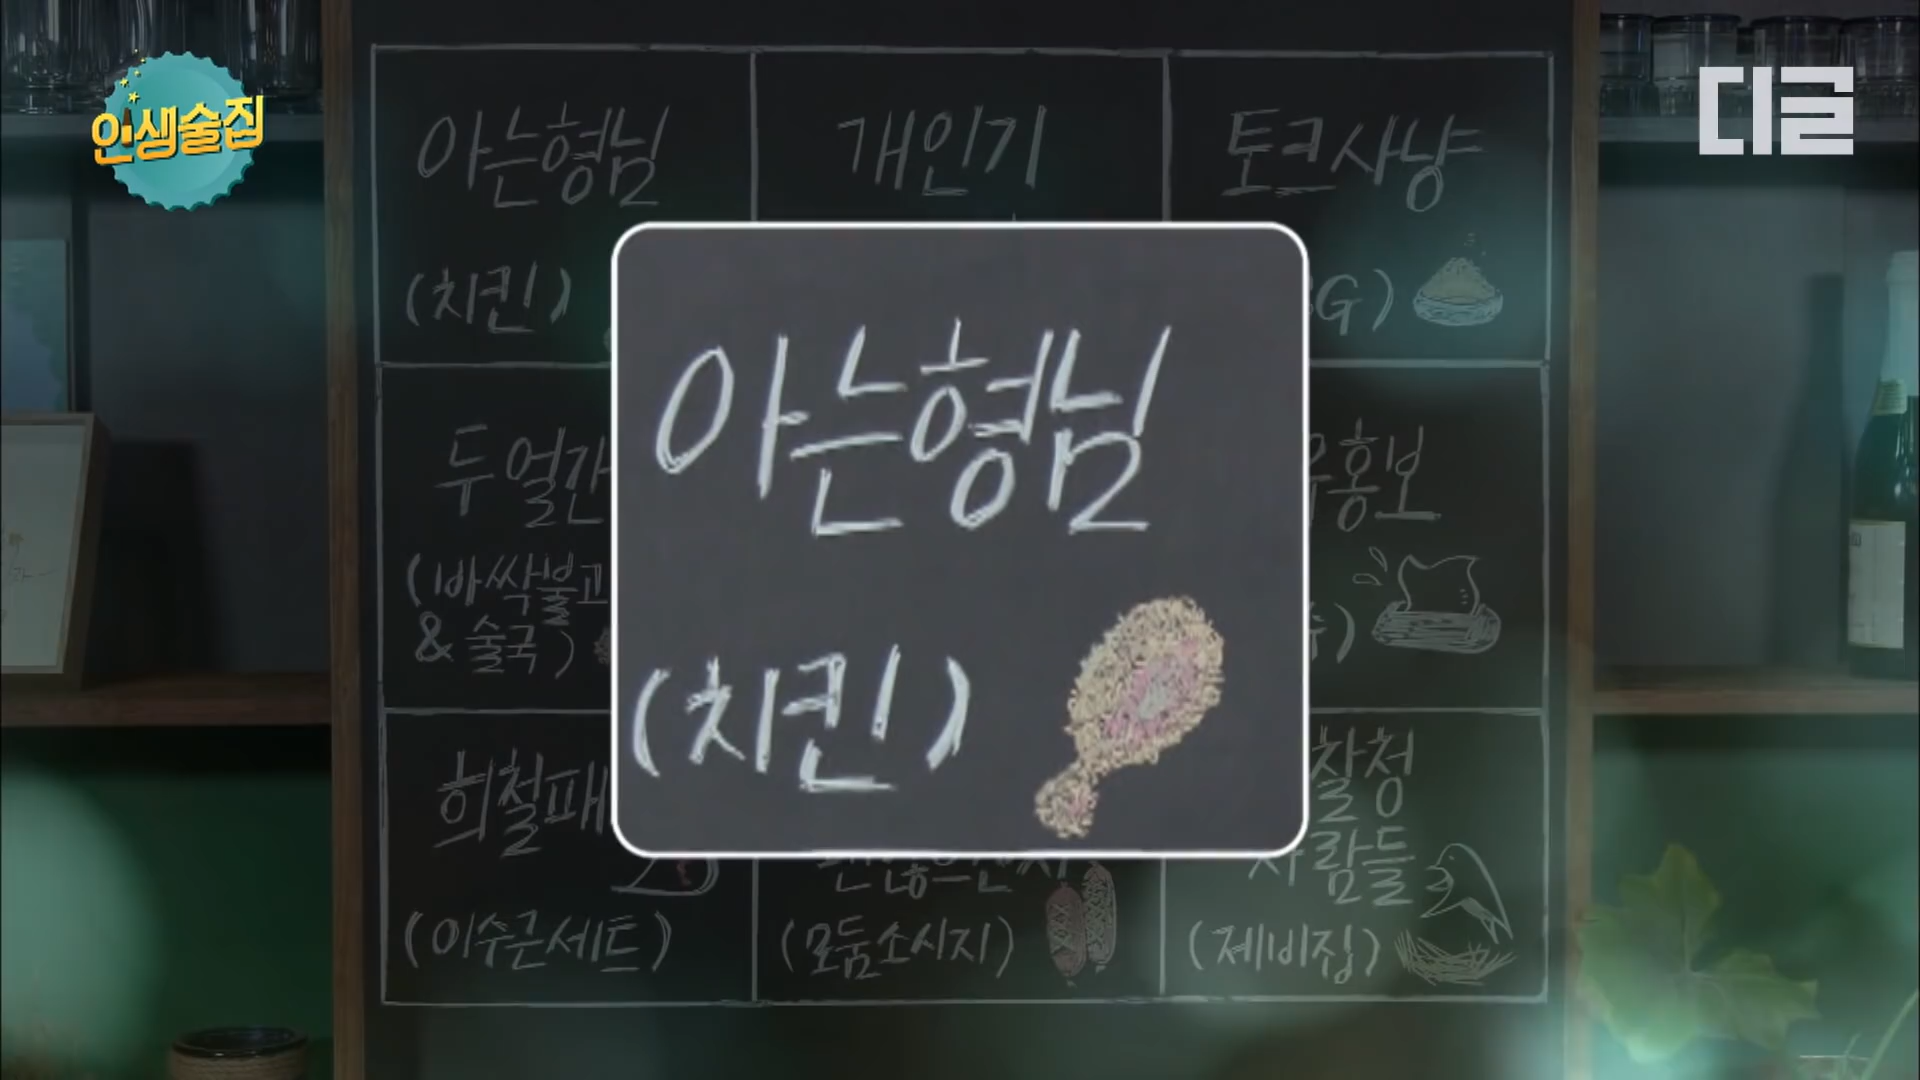 인생술집
디글
아는형님
개인기
토크사냥
(치킨)
G)
아는형님
(치킨)
두얼간
홍보
(바싹불고
& 술국)
희철패
찰청
사람들
(이수근세트)
(모둠소시지)
(제비집)